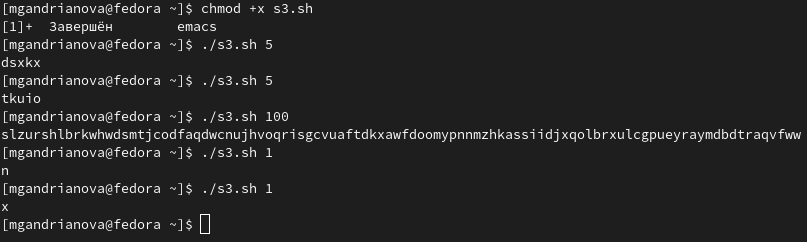 [mgandrianova@fedora ~]$ chmod +x s3.sh
[1]+  Завершён        emacs
[mgandrianova@fedora ~]$ ./s3.sh 5
dsxkx
[mgandrianova@fedora ~]$ ./s3.sh 5
tkuio
[mgandrianova@fedora ~]$ ./s3.sh 100
slzurshlbrkwhwdsmtjcodfaqdwcnujhvoqrisgcvuaftdkxawfdoomypnnmzhkassiidjxqolbrxulcgpueyraymdbdtraqvfww
[mgandrianova@fedora ~]$ ./s3.sh 1
n
[mgandrianova@fedora ~]$ ./s3.sh 1
x
[mgandrianova@fedora ~]$